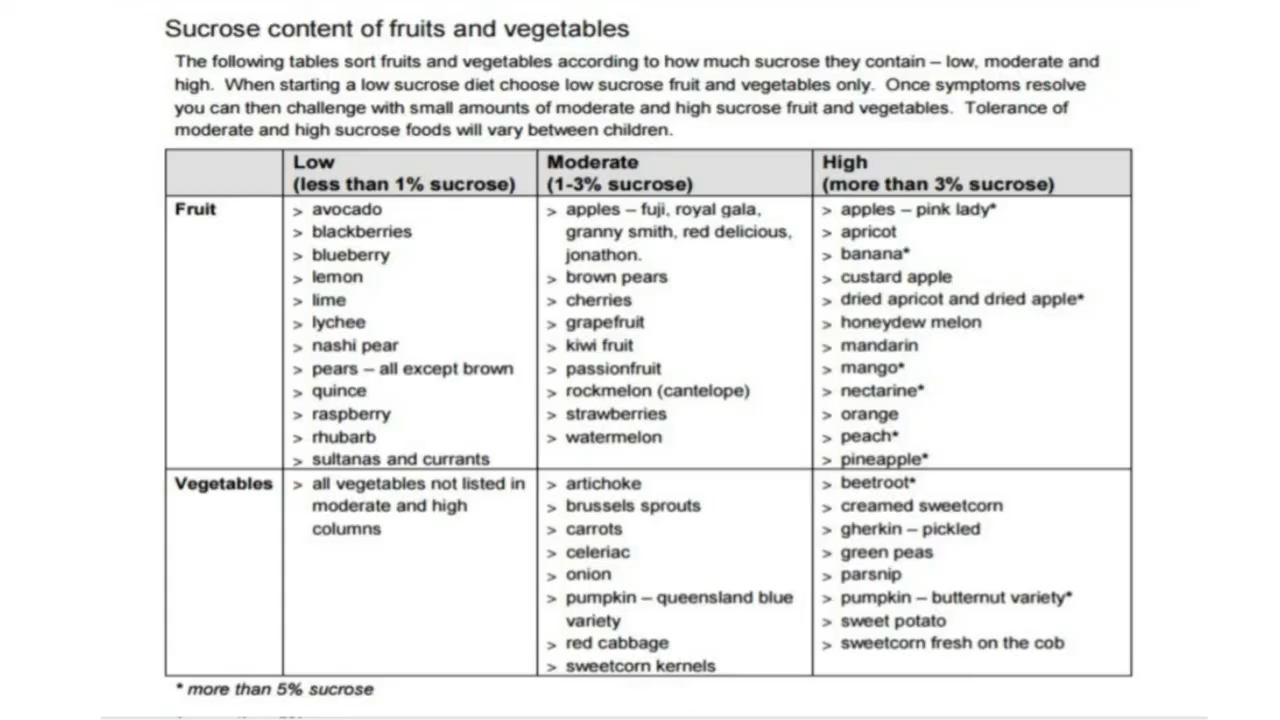 Sucrose content of fruits and vegetables
The following tables sort fruits and vegetables according to how much sucrose they contain – low, moderate and
high. When starting a low sucrose diet choose low sucrose fruit and vegetables only. Once symptoms resolve
you can then challenge with small amounts of moderate and high sucrose fruit and vegetables. Tolerance of
moderate and high sucrose foods will vary between children.
Low
(less than 1% sucrose)
Moderate
(1-3% sucrose)
High
(more than 3% sucrose)
Fruit
> avocado
> blackberries
> blueberry
> lemon
> lime
> lychee
> nashi pear
> pears – all except brown
> quince
> raspberry
> rhubarb
> sultanas and currants
> apples – fuji, royal gala,
granny smith, red delicious,
jonathon.
> brown pears
> cherries
> grapefruit
> kiwi fruit
> passionfruit
> rockmelon (cantelope)
> strawberries
> watermelon
> apples – pink lady*
> apricot
> banana*
> custard apple
> dried apricot and dried apple*
> honeydew melon
> mandarin
> mango*
> nectarine*
> orange
> peach*
> pineapple*
Vegetables
> all vegetables not listed in
moderate and high
columns
> artichoke
> brussels sprouts
> carrots
> celeriac
> onion
> pumpkin – queensland blue
variety
> red cabbage
> sweetcorn kernels
> beetroot*
> creamed sweetcorn
> gherkin – pickled
> green peas
> parsnip
> pumpkin – butternut variety*
> sweet potato
> sweetcorn fresh on the cob
* more than 5% sucrose